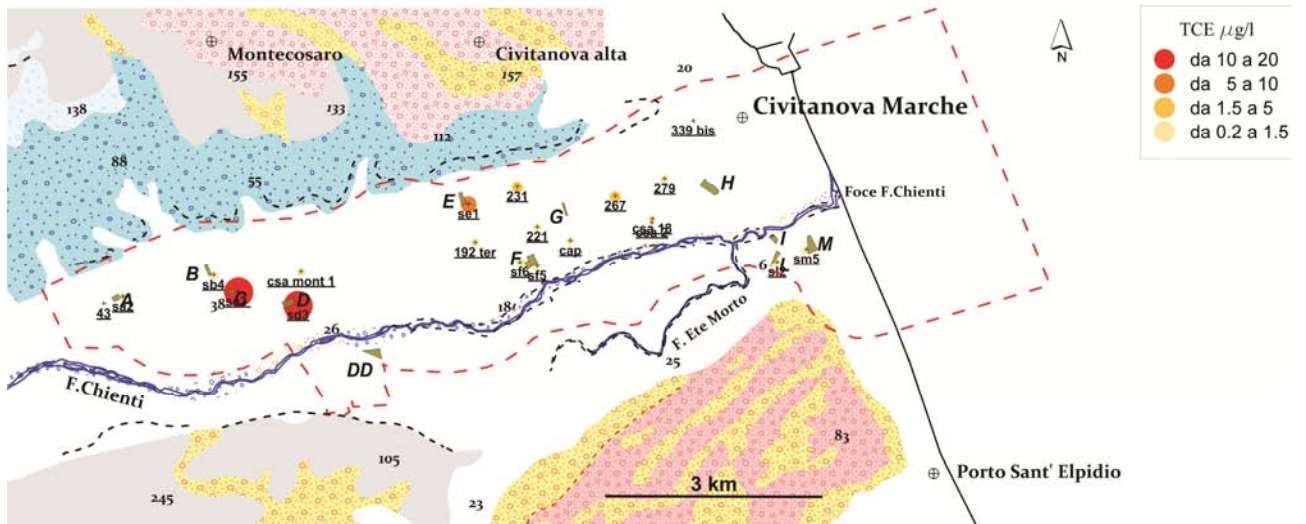 TCE µg/l
da 10 a 20
da 5 a 10
da 1.5 a 5
da 0.2 a 1.5
N
Montecosaro
Civitanova alta
155
157
20
138
133
112
Civitanova Marche
339 bis
88
55
279
H
Foce F.Chienti
E
231
267
se1
G
csa 18
221
192 ter
cap
I
M
F
sm5
B
csa mont 1
sf6
sf5
6
L
sb4
A
D
43
38
sd3
18
26
F. Ete Morto
25
DD
F.Chienti
83
105
3 km
Porto Sant' Elpidio
245
23